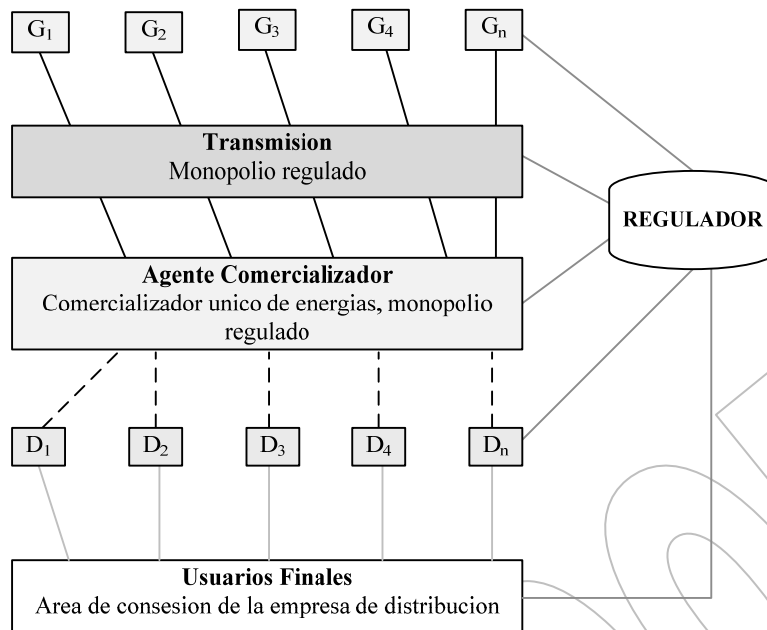 G₁ G₂ G₃ G₄ Gₙ
Transmision
Monopolio regulado
REGULADOR
Agente Comercializador
Comercializador unico de energias, monopolio
regulado
D₁ D₂ D₃ D₄ Dₙ
Usuarios Finales
Area de consesion de la empresa de distribucion